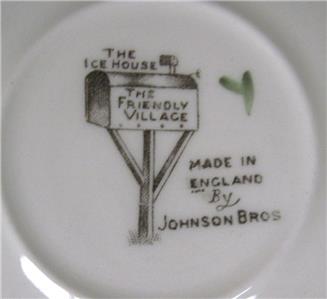 THE
ICE HOUSE
THE
FRIENDLY
VILLAGE
MADE IN
ENGLAND
By
JOHNSON BROS